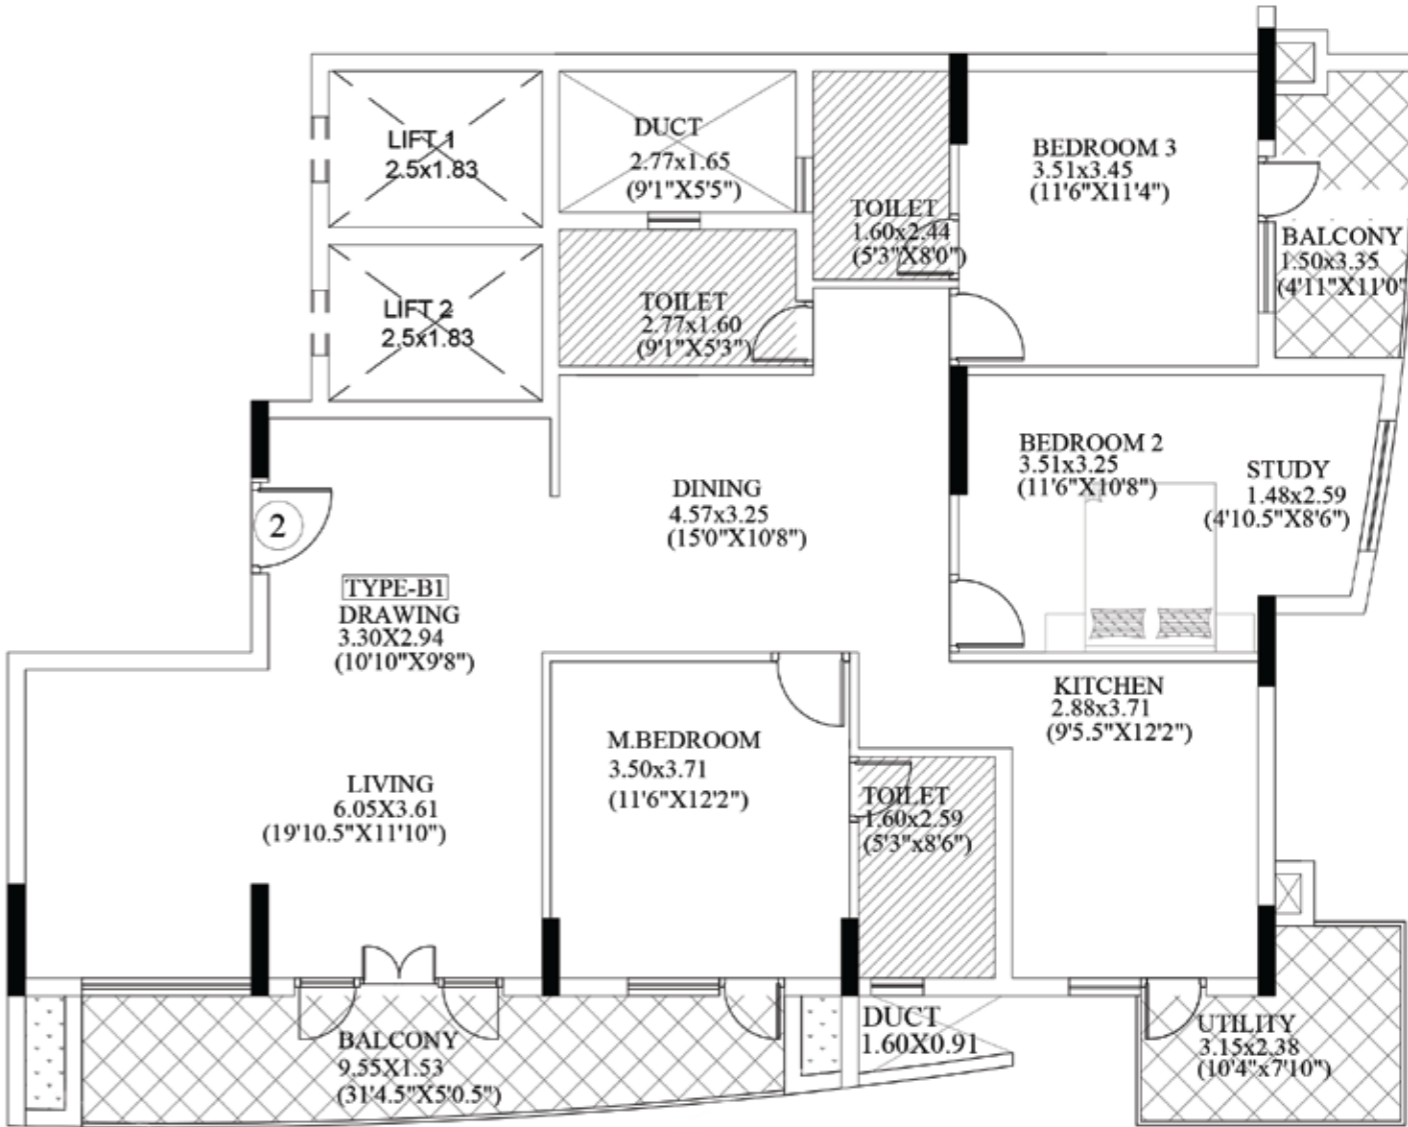 LIFT 1
2.5x1.83
DUCT
2.77x1.65
(9'1"X5'5")
BEDROOM 3
3.51x3.45
(11'6"X11'4")
TOILET
1.60x2.44
(5'3"X8'0")
BALCONY
1.50x3.35
(4'11"X11'0"
LIFT 2
2.5x1.83
TOILET
2.77x1.60
(9'1"X5'3")
BEDROOM 2
3.51x3.25
(11'6"X10'8")
STUDY
1.48x2.59
(4'10.5"X8'6")
DINING
4.57x3.25
(15'0"X10'8")
2
TYPE-B1
DRAWING
3.30X2.94
(10'10"X9'8")
KITCHEN
2.88x3.71
(9'5.5"X12'2")
M.BEDROOM
3.50x3.71
(11'6"X12'2")
LIVING
6.05X3.61
(19'10.5"X11'10")
TOILET
1.60x2.59
(5'3"x8'6")
DUCT
1.60X0.91
UTILITY
3.15x2.38
(10'4"x7'10")
BALCONY
9.55X1.53
(31'4.5"X5'0.5")